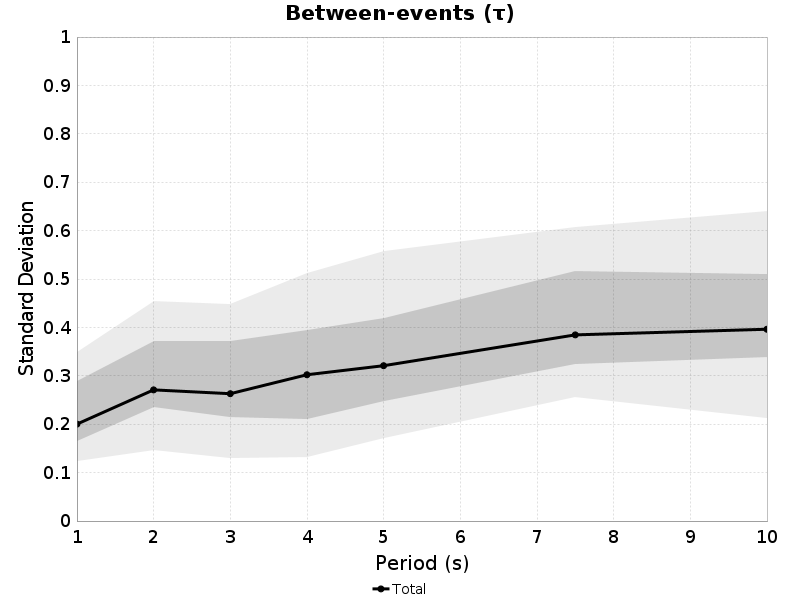 Between-events (τ)
1
0.9
0.8
0.7
0.6
0.5
0.4
0.3
0.2
0.1
0
Standard Deviation
1 2 3 4 5 6 7 8 9 10
Period (s)
Total